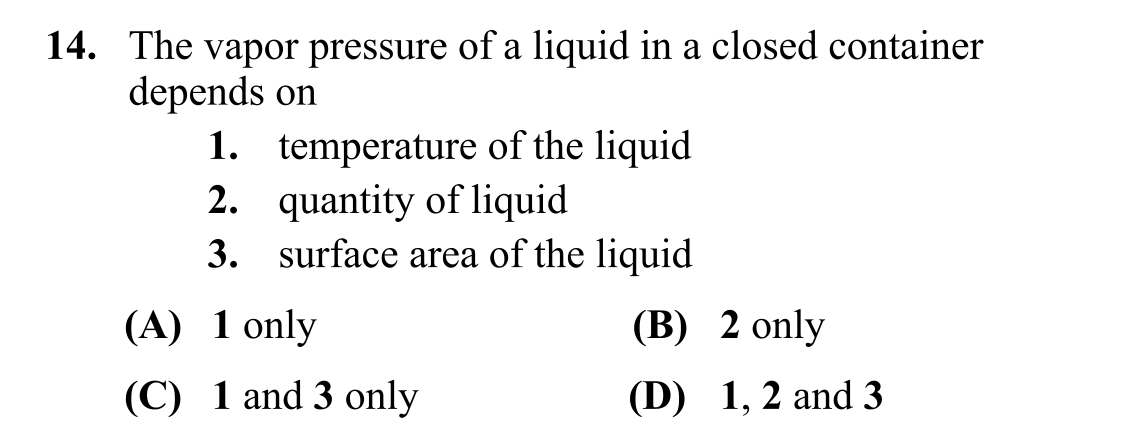 14. The vapor pressure of a liquid in a closed container
depends on
1. temperature of the liquid
2. quantity of liquid
3. surface area of the liquid
(A) 1 only (B) 2 only
(C) 1 and 3 only (D) 1, 2 and 3